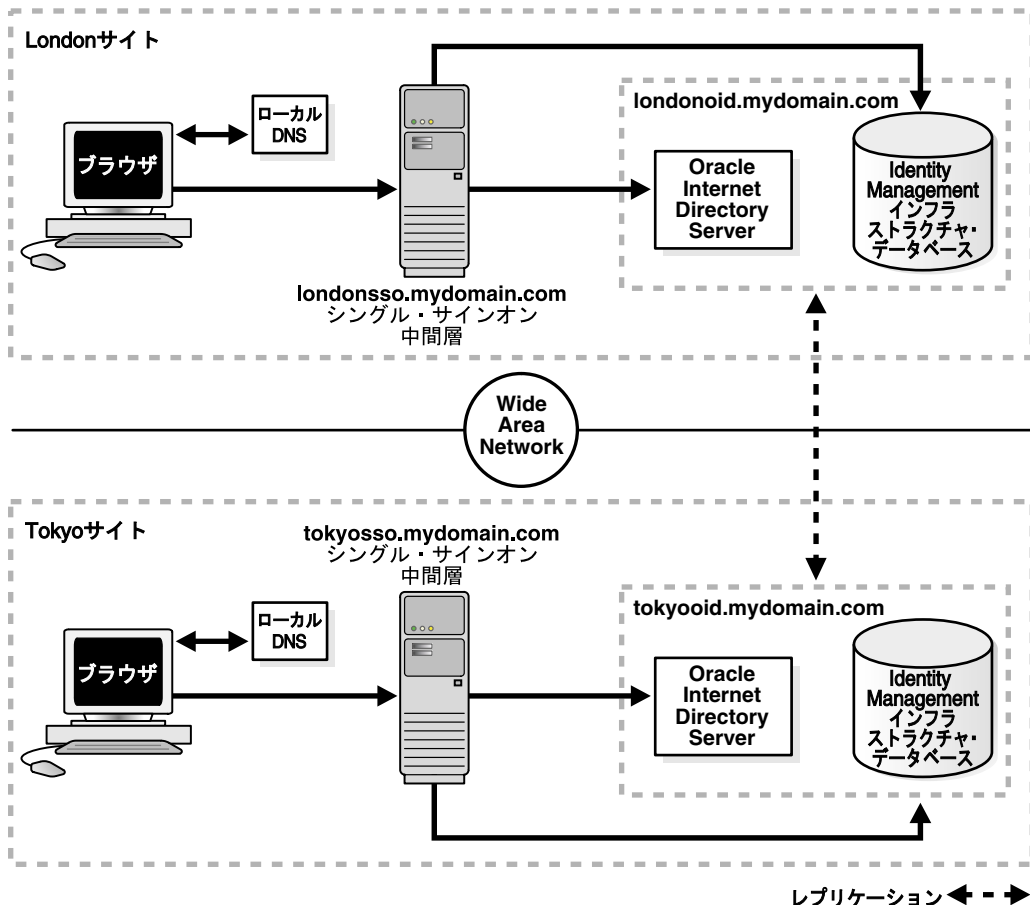 Londonサイト
ローカル
DNS
ブラウザ
londonsso.mydomain.com
シングル・サインオン
中間層
londonoid.mydomain.com
Oracle
Internet
Directory
Server
Identity
Management
インフラ
ストラクチャ・
データベース
Wide
Area
Network
Tokyoサイト
tokyosso.mydomain.com
シングル・サインオン
中間層
ローカル
DNS
ブラウザ
tokyooid.mydomain.com
Oracle
Internet
Directory
Server
Identity
Management
インフラ
ストラクチャ・
データベース
レプリケーション